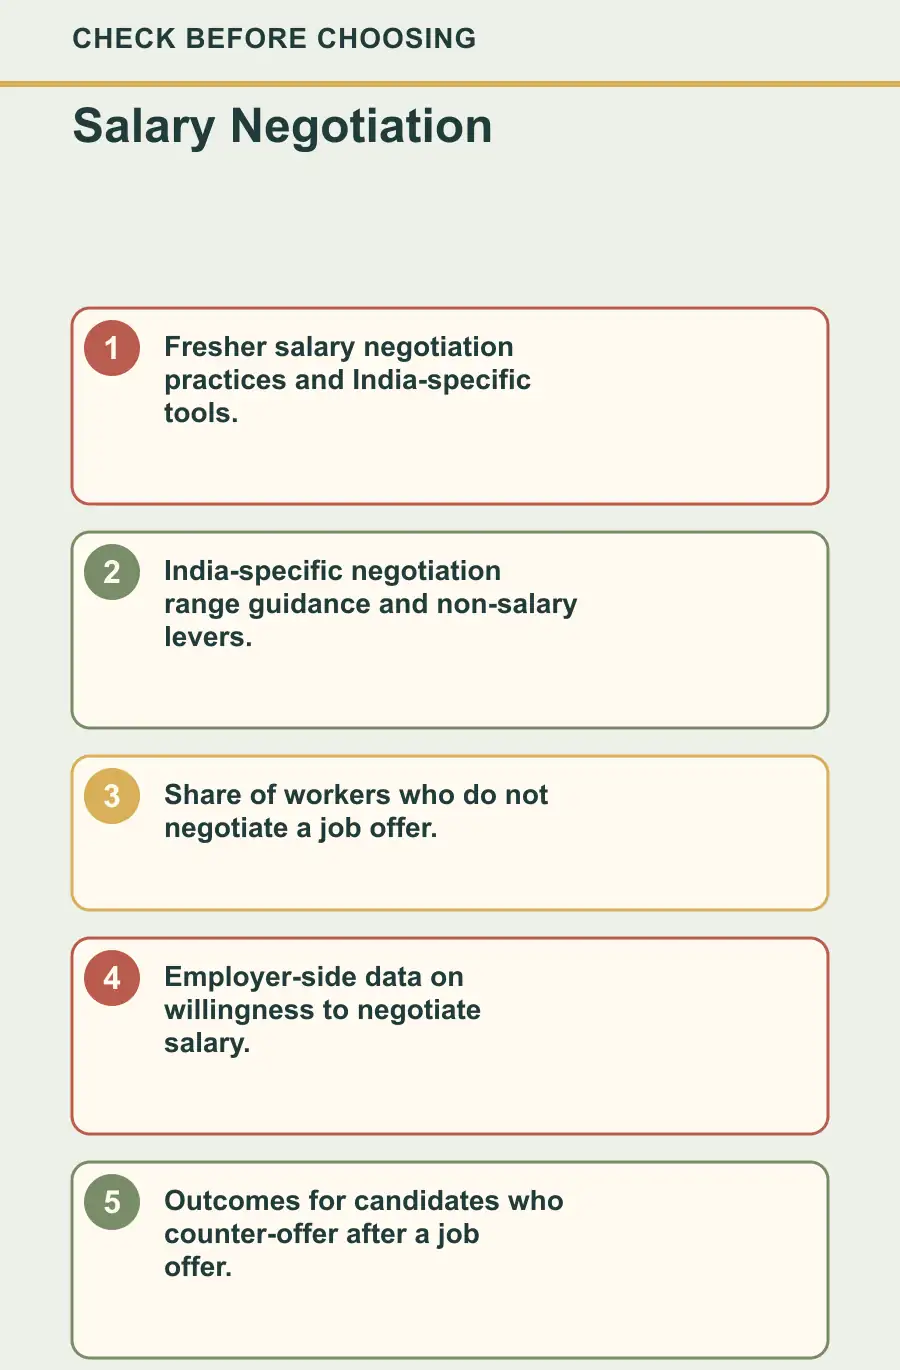 CHECK BEFORE CHOOSING
Salary Negotiation
1
Fresher salary negotiation
practices and India-specific
tools.
2
India-specific negotiation
range guidance and non-salary
levers.
3
Share of workers who do not
negotiate a job offer.
4
Employer-side data on
willingness to negotiate
salary.
5
Outcomes for candidates who
counter-offer after a job
offer.